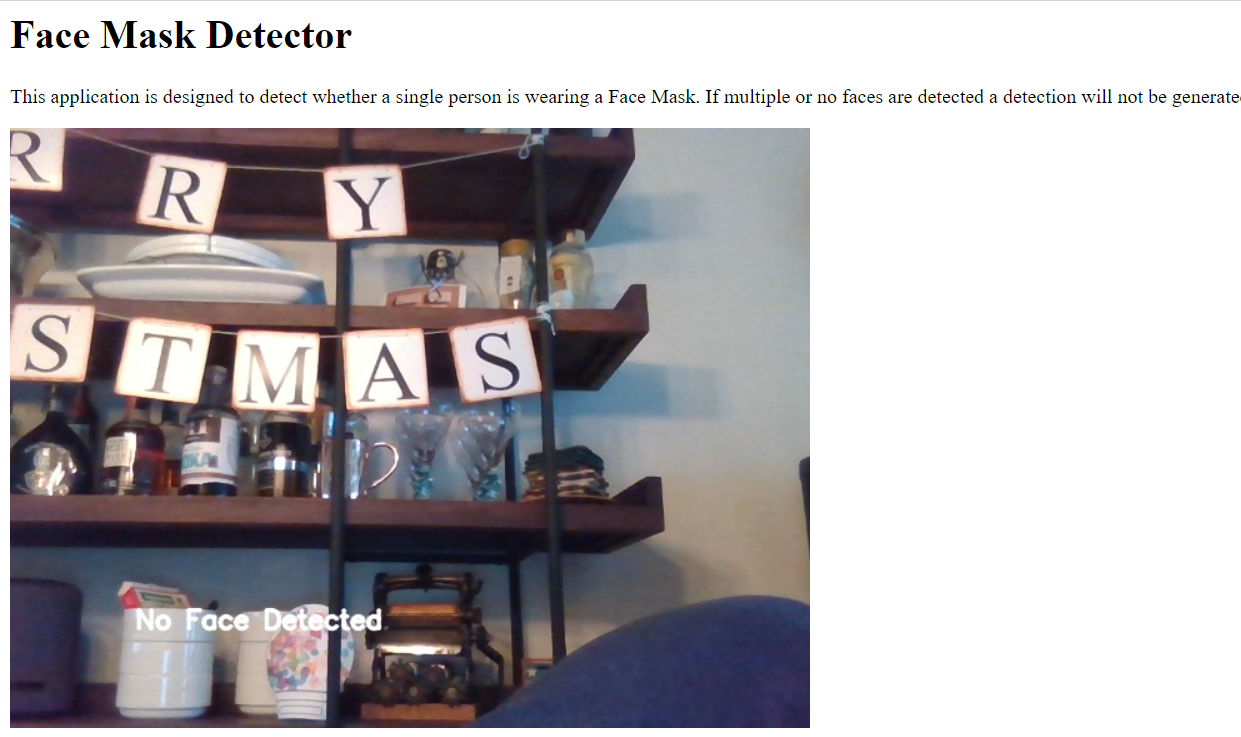 Face Mask Detector
This application is designed to detect whether a single person is wearing a Face Mask. If multiple or no faces are detected a detection will not be generate
R R Y
S T M A S
No Face Detected